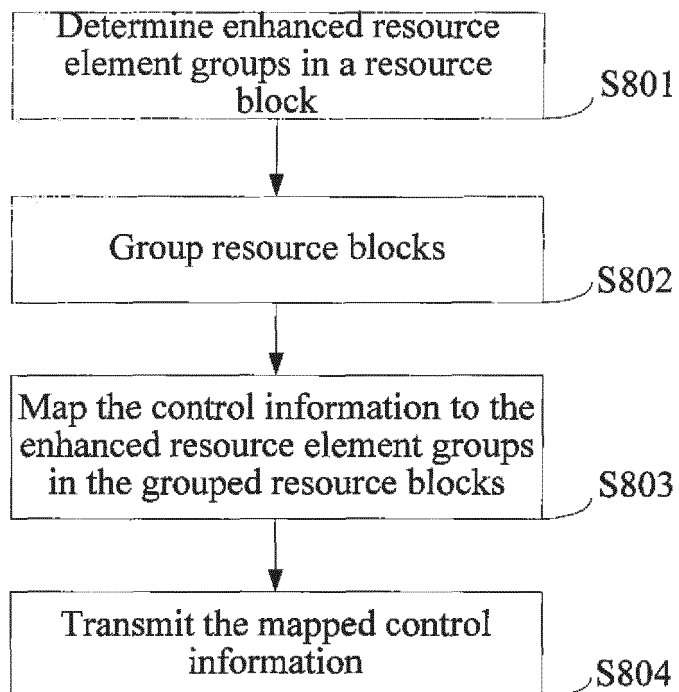 Determine enhanced resource
element groups in a resource
block
S801
Group resource blocks
S802
Map the control information to the
enhanced resource element groups
in the grouped resource blocks
S803
Transmit the mapped control
information
S804